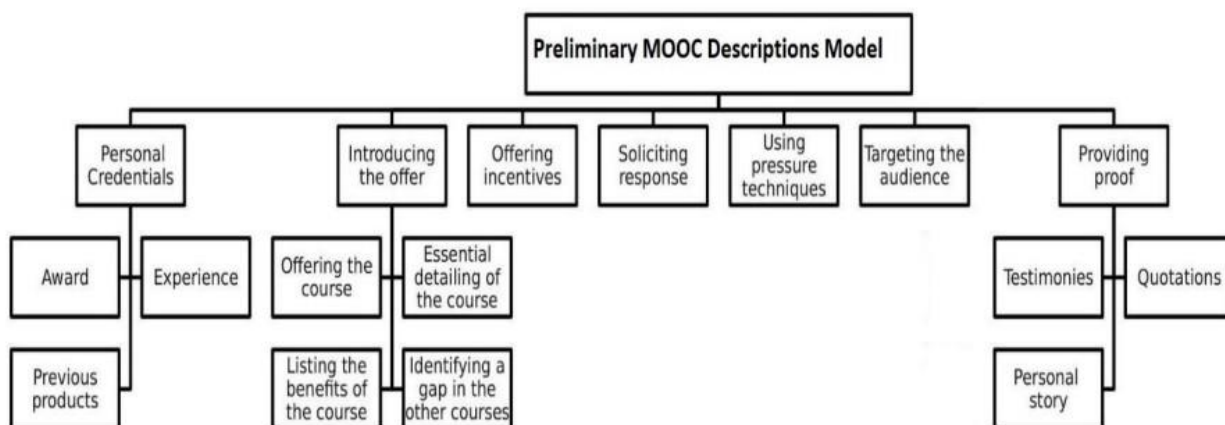 Preliminary MOOC Descriptions Model
Personal
Credentials
Introducing
the offer
Offering
incentives
Soliciting
response
Using
pressure
techniques
Targeting the
audience
Providing
proof
Award
Experience
Offering the
course
Essential
detailing of
the course
Testimonies
Quotations
Previous
products
Listing the
benefits of
the course
Identifying a
gap in the
other courses
Personal
story